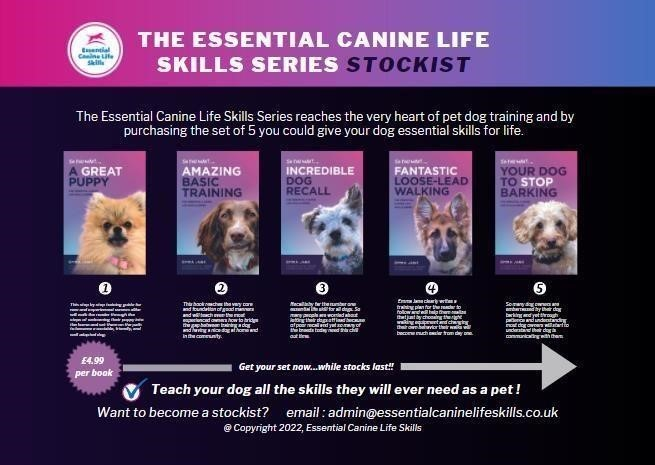 Essential
Canine Life
Skills
THE ESSENTIAL CANINE LIFE
SKILLS SERIES STOCKIST
The Essential Canine Life Skills Series reaches the very heart of pet dog training and by
purchasing the set of 5 you could give your dog essential skills for life.
So you want....
A GREAT
PUPPY
EMMA JANE
So you want....
AMAZING
BASIC
TRAINING
EMMA JANE
So you want....
INCREDIBLE
DOG
RECALL
EMMA JANE
So you want....
FANTASTIC
LOOSE-LEAD
WALKING
EMMA JANE
So you want....
YOUR DOG
TO STOP
BARKING
EMMA JANE
1
This step by step training guide for
new and experienced owners alike
will walk the reader through the
steps of welcoming their puppy into
the home and set them on the path
to become a sociable, friendly, and
well adapted dog.
2
This book reaches the very core
and foundation of good manners
and will teach even the most
experienced owners how to bridge
the gap between training a dog
and having a nice dog at home and
in the community.
3
Recall is by far the number one
essential life skill for all dogs. So
many people are worried about
letting their dogs off lead because
of poor recall and yet so many of
the breeds today need this chill
out time.
4
Emma Jane clearly writes a
training plan for the reader to
follow and will help them realise
that just by choosing the right
walking equipment and changing
their own behavior their walks will
become much easier from day one.
5
So many dog owners are
embarressed by their dog
barking and yet through
patience and understanding
most dog owners will start to
understand their dog is
communicating with them.
£4.99
per book
Get your set now...while stocks last!!
Teach your dog all the skills they will ever need as a pet !
Want to become a stockist? email : admin@essentialcaninelifeskills.co.uk
@ Copyright 2022, Essential Canine Life Skills